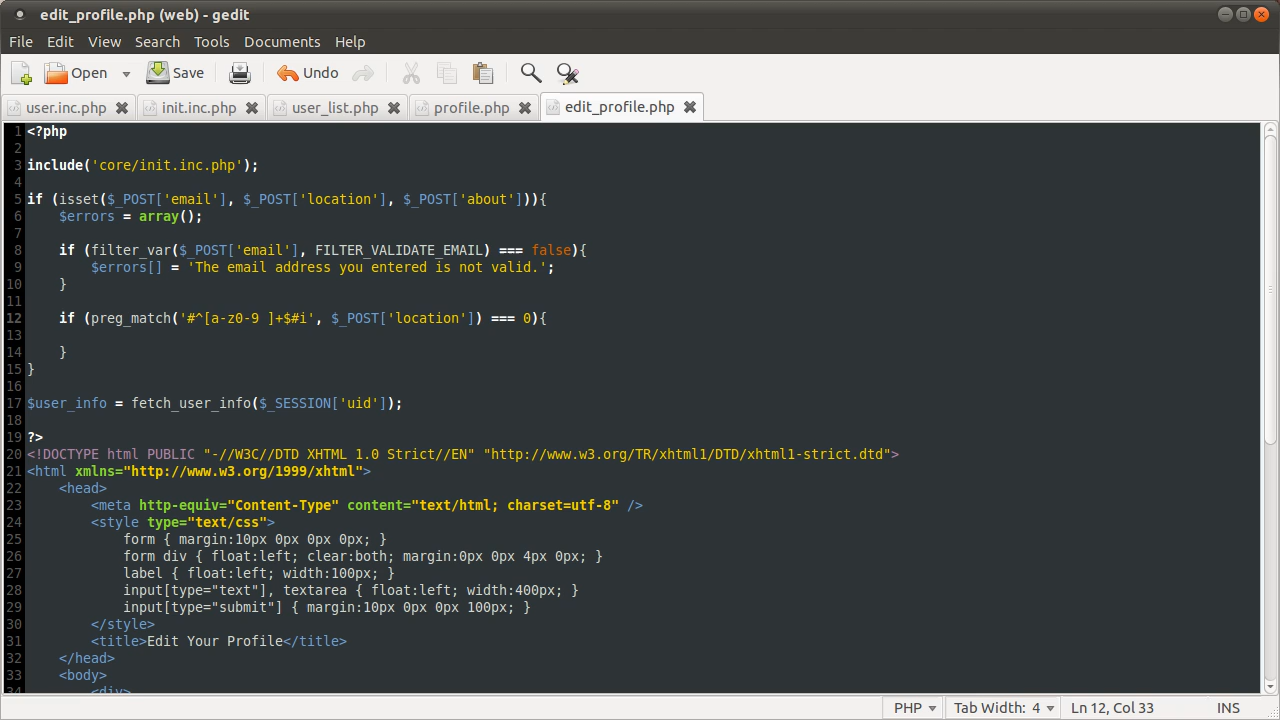 edit_profile.php (web) - gedit
File Edit View Search Tools Documents Help
Open Save Undo
user.inc.php init.inc.php user_list.php profile.php edit_profile.php
1 <?php
2
3 include('core/init.inc.php');
4
5 if (isset($_POST['email'], $_POST['location'], $_POST['about'])){
6     $errors = array();
7
8     if (filter_var($_POST['email'], FILTER_VALIDATE_EMAIL) === false){
9         $errors[] = 'The email address you entered is not valid.';
10     }
11
12     if (preg_match('#^[a-z0-9 ]+$#i', $_POST['location']) === 0){
13
14     }
15 }
16
17 $user_info = fetch_user_info($_SESSION['uid']);
18
19 ?>
20 <!DOCTYPE html PUBLIC "-//W3C//DTD XHTML 1.0 Strict//EN" "http://www.w3.org/TR/xhtml1/DTD/xhtml1-strict.dtd">
21 <html xmlns="http://www.w3.org/1999/xhtml">
22     <head>
23         <meta http-equiv="Content-Type" content="text/html; charset=utf-8" />
24         <style type="text/css">
25             form { margin:10px 0px 0px 0px; }
26             form div { float:left; clear:both; margin:0px 0px 4px 0px; }
27             label { float:left; width:100px; }
28             input[type="text"], textarea { float:left; width:400px; }
29             input[type="submit"] { margin:10px 0px 0px 100px; }
30         </style>
31         <title>Edit Your Profile</title>
32     </head>
33     <body>
34         <div>
PHP Tab Width: 4 Ln 12, Col 33 INS